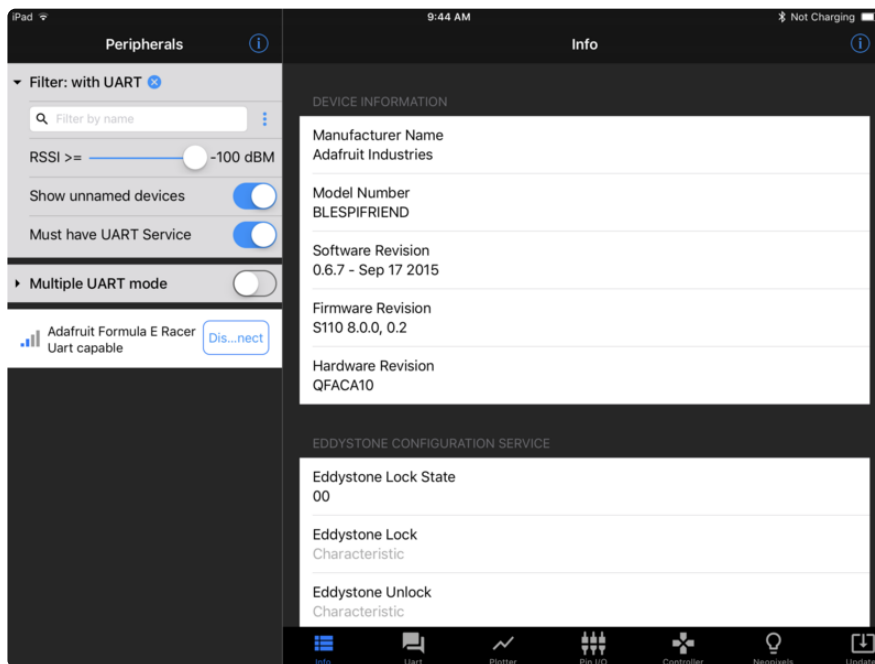 iPad
9:44 AM
Not Charging
Peripherals
Info
Filter: with UART
Filter by name
RSSI >=
-100 dBM
Show unnamed devices
Must have UART Service
Multiple UART mode
Adafruit Formula E Racer
Uart capable
Dis...nect
DEVICE INFORMATION
Manufacturer Name
Adafruit Industries
Model Number
BLESPIFRIEND
Software Revision
0.6.7 - Sep 17 2015
Firmware Revision
S110 8.0.0, 0.2
Hardware Revision
QFACA10
EDDYSTONE CONFIGURATION SERVICE
Eddystone Lock State
00
Eddystone Lock
Characteristic
Eddystone Unlock
Characteristic
Info
Uart
Plotter
Pin I/O
Controller
Neopixels
Update